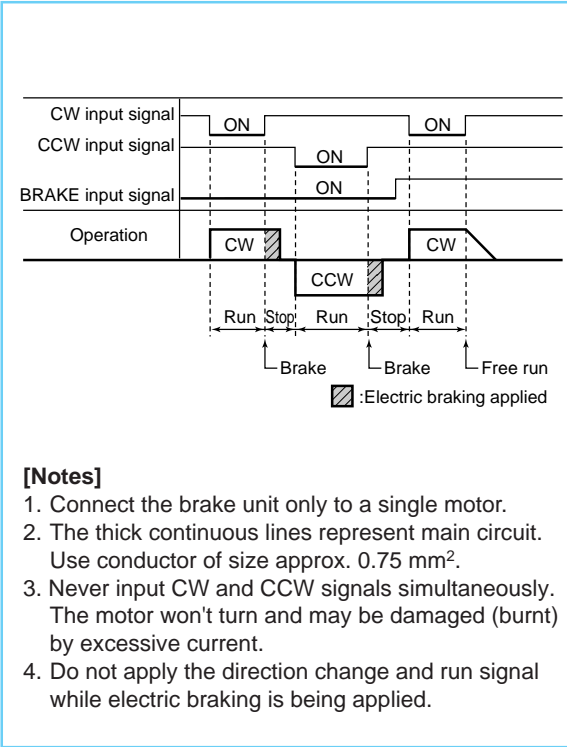 CW input signal
ON
ON
CCW input signal
ON
BRAKE input signal
ON
Operation
CW
CW
CCW
Run Stop Run Stop Run
Brake
Brake
Free run
:Electric braking applied
[Notes]
1. Connect the brake unit only to a single motor.
2. The thick continuous lines represent main circuit.
Use conductor of size approx. 0.75 mm².
3. Never input CW and CCW signals simultaneously.
The motor won't turn and may be damaged (burnt)
by excessive current.
4. Do not apply the direction change and run signal
while electric braking is being applied.